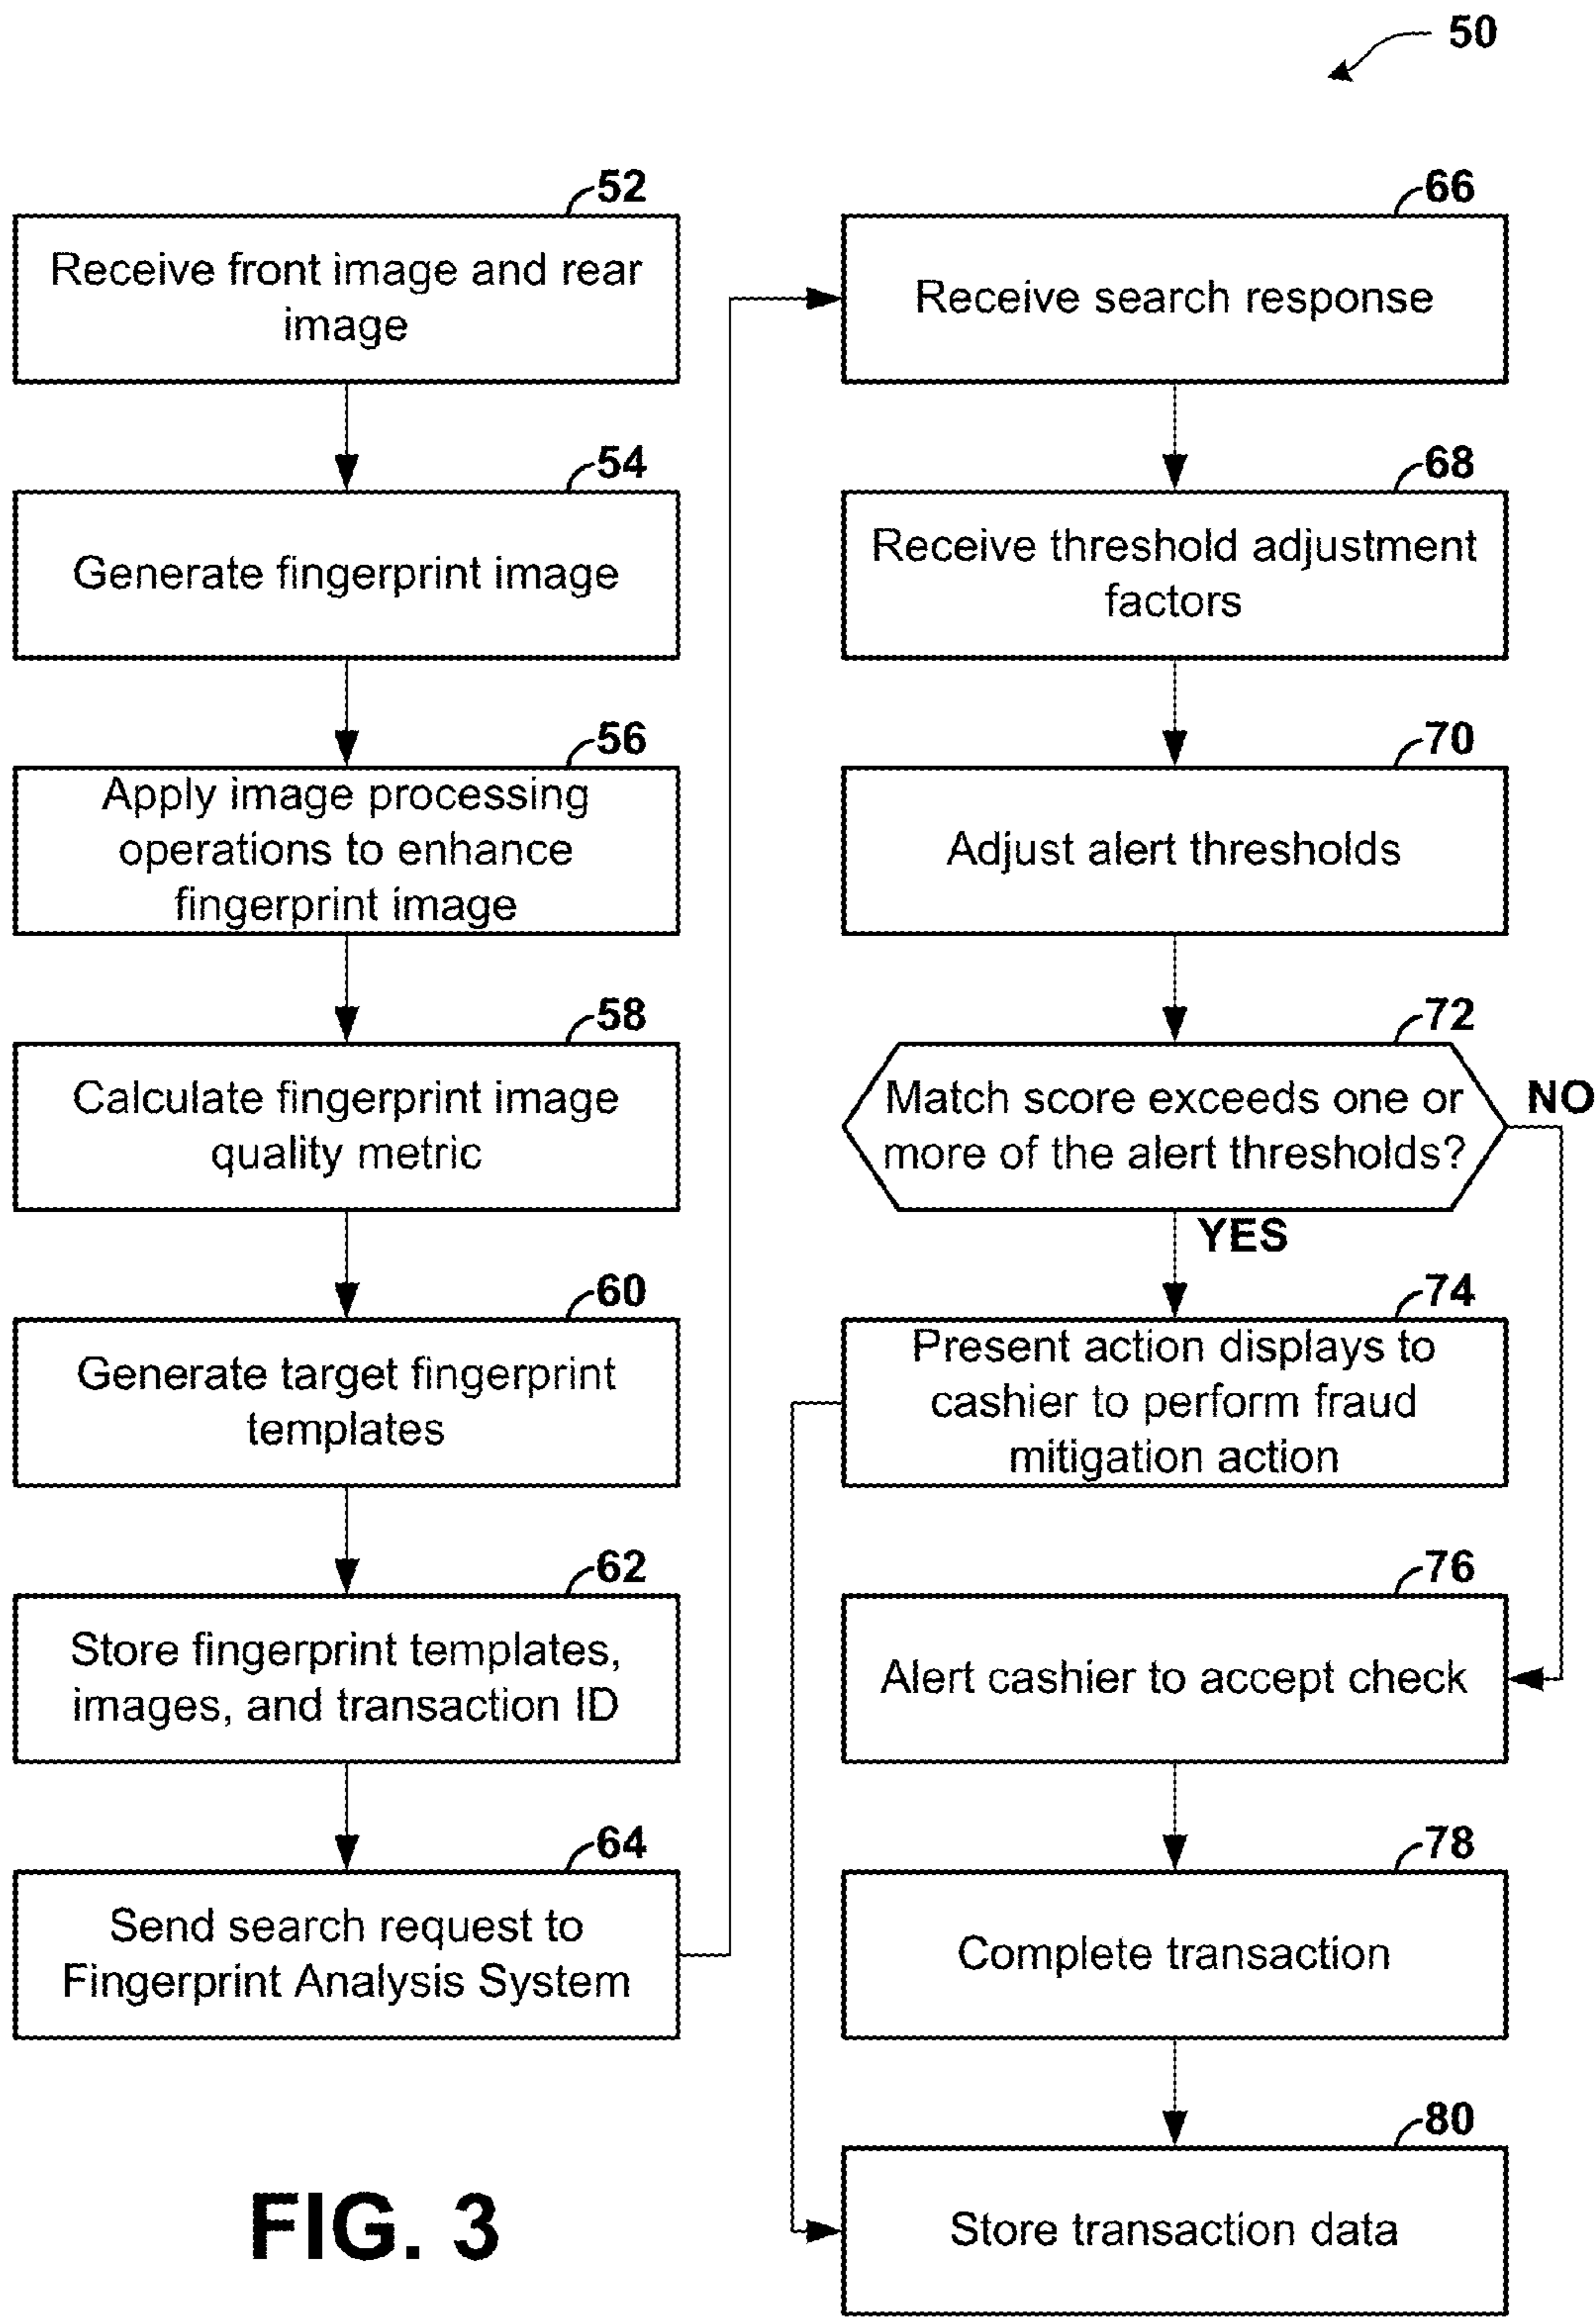 50
52
Receive front image and rear
image
54
Generate fingerprint image
56
Apply image processing
operations to enhance
fingerprint image
58
Calculate fingerprint image
quality metric
60
Generate target fingerprint
templates
62
Store fingerprint templates,
images, and transaction ID
64
Send search request to
Fingerprint Analysis System
66
Receive search response
68
Receive threshold adjustment
factors
70
Adjust alert thresholds
72
Match score exceeds one or
more of the alert thresholds?
NO
YES
74
Present action displays to
cashier to perform fraud
mitigation action
76
Alert cashier to accept check
78
Complete transaction
80
Store transaction data
FIG. 3